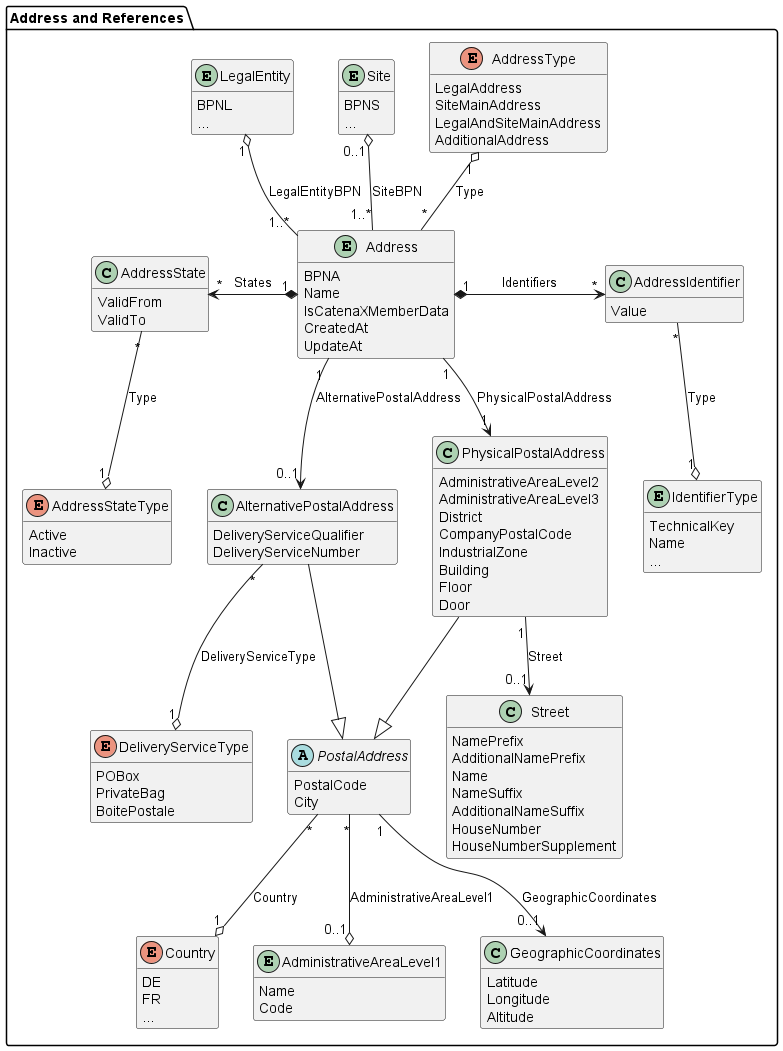 Address and References
E LegalEntity
BPNL
...
E Site
BPNS
...
E AddressType
LegalAddress
SiteMainAddress
LegalAndSiteMainAddress
AdditionalAddress
1
0..1
1
LegalEntityBPN
SiteBPN
Type
1..*
1..*
*
E Address
BPNA
Name
IsCatenaXMemberData
CreatedAt
UpdateAt
C AddressState
ValidFrom
ValidTo
* States 1
1 Identifiers *
C AddressIdentifier
Value
*
Type
1
1
AlternativePostalAddress
0..1
1
PhysicalPostalAddress
1
*
Type
1
E AddressStateType
Active
Inactive
C AlternativePostalAddress
DeliveryServiceQualifier
DeliveryServiceNumber
C PhysicalPostalAddress
AdministrativeAreaLevel2
AdministrativeAreaLevel3
District
CompanyPostalCode
IndustrialZone
Building
Floor
Door
E IdentifierType
TechnicalKey
Name
...
*
DeliveryServiceType
1
1
Street
0..1
E DeliveryServiceType
POBox
PrivateBag
BoitePostale
A PostalAddress
PostalCode
City
C Street
NamePrefix
AdditionalNamePrefix
Name
NameSuffix
AdditionalNameSuffix
HouseNumber
HouseNumberSupplement
*
*
1
Country
AdministrativeAreaLevel1
GeographicCoordinates
1
0..1
0..1
E Country
DE
FR
...
E AdministrativeAreaLevel1
Name
Code
C GeographicCoordinates
Latitude
Longitude
Altitude